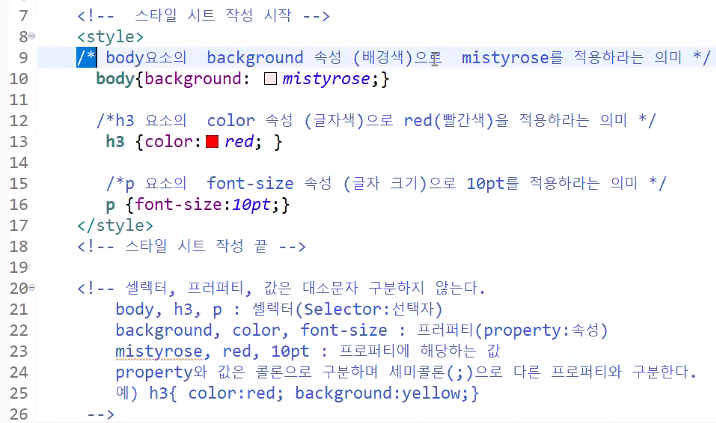 7 <!-- 스타일 시트 작성 시작 -->
8 <style>
9 /* body요소의 background 속성 (배경색)으로 mistyrose를 적용하라는 의미 */
10 body{background: mistyrose;}
11
12 /*h3 요소의 color 속성 (글자색)으로 red(빨간색)을 적용하라는 의미 */
13 h3 {color: red; }
14
15 /*p 요소의 font-size 속성 (글자 크기)으로 10pt를 적용하라는 의미 */
16 p {font-size:10pt;}
17 </style>
18 <!-- 스타일 시트 작성 끝 -->
19
20 <!-- 셀렉터, 프러퍼티, 값은 대소문자 구분하지 않는다.
21 body, h3, p : 셀렉터(Selector:선택자)
22 background, color, font-size : 프러퍼티(property:속성)
23 mistyrose, red, 10pt : 프로퍼티에 해당하는 값
24 property와 값은 콜론으로 구분하며 세미콜론(;)으로 다른 프로퍼티와 구분한다.
25 예) h3{ color:red; background:yellow;}
26 -->